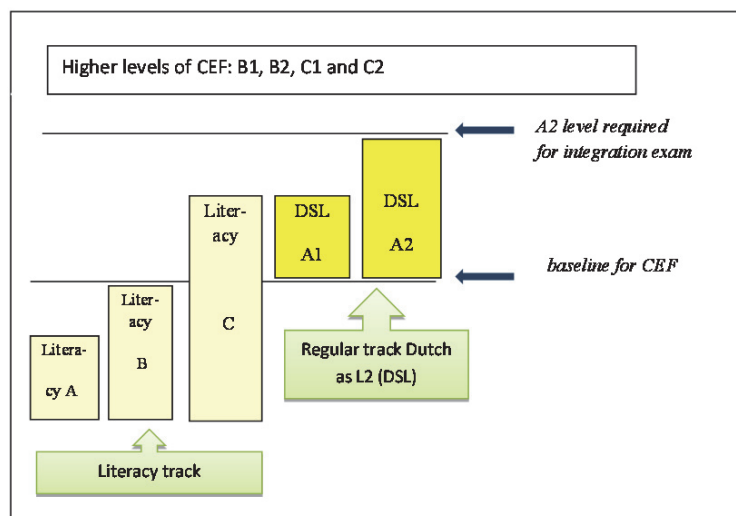 Higher levels of CEF: B1, B2, C1 and C2
A2 level required
for integration exam
Liter-
acy
C
DSL
A1
DSL
A2
baseline for CEF
Litera-
cy A
Liter-
acy
B
Regular track Dutch
as L2 (DSL)
Literacy track